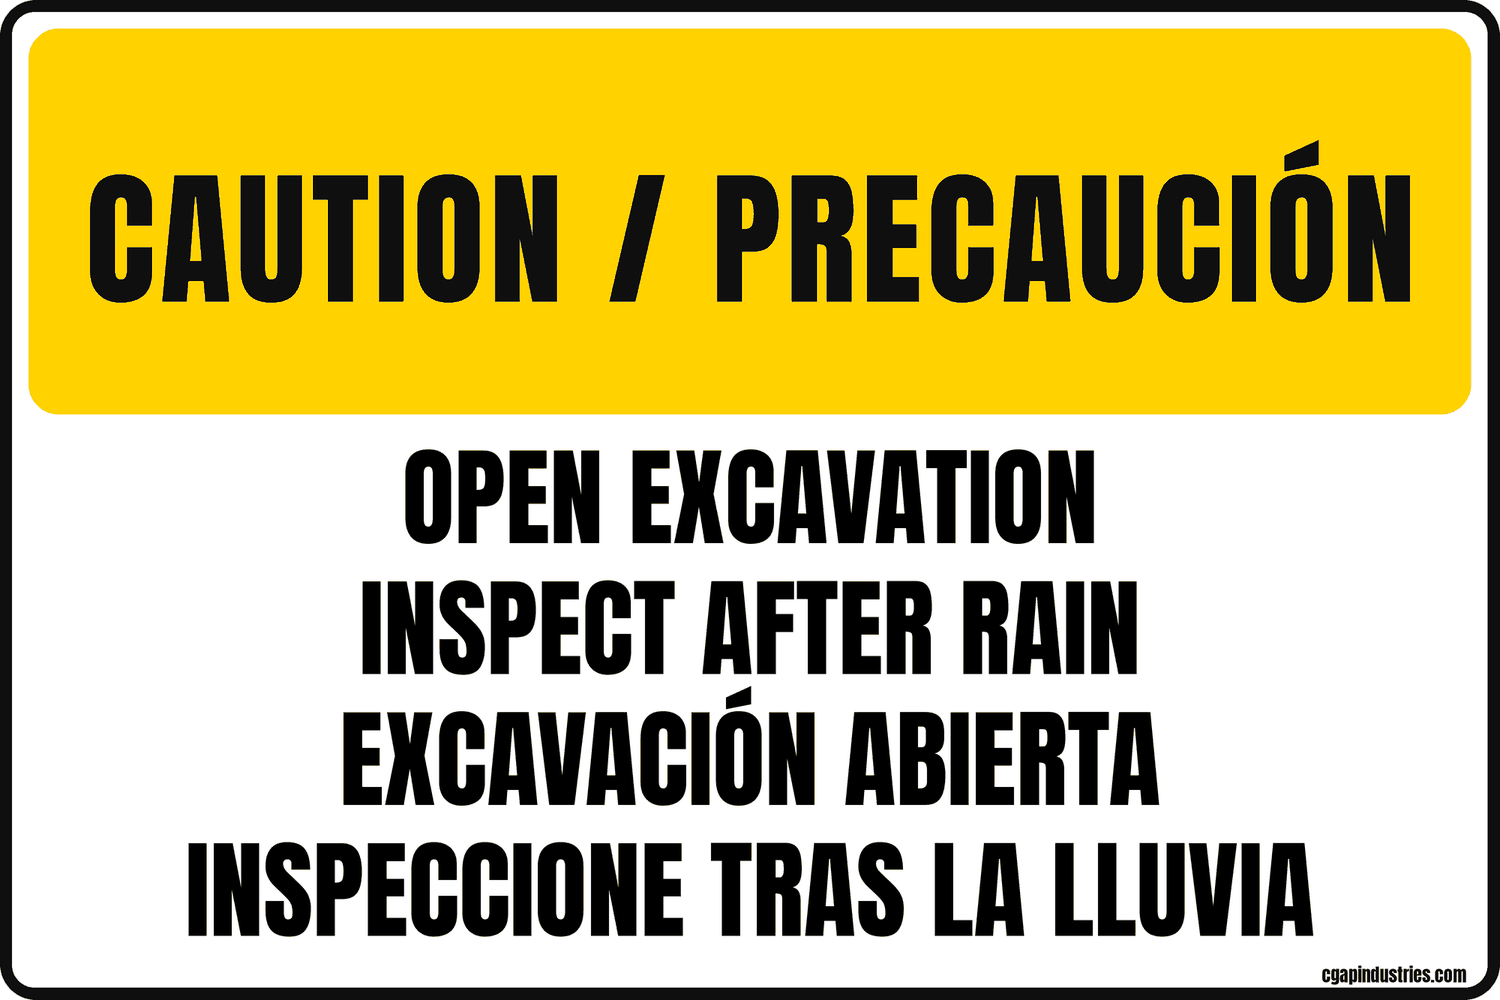 CAUTION / PRECAUCIÓN
OPEN EXCAVATION
INSPECT AFTER RAIN
EXCAVACIÓN ABIERTA
INSPECCIONE TRAS LA LLUVIA
cgapindustries.com